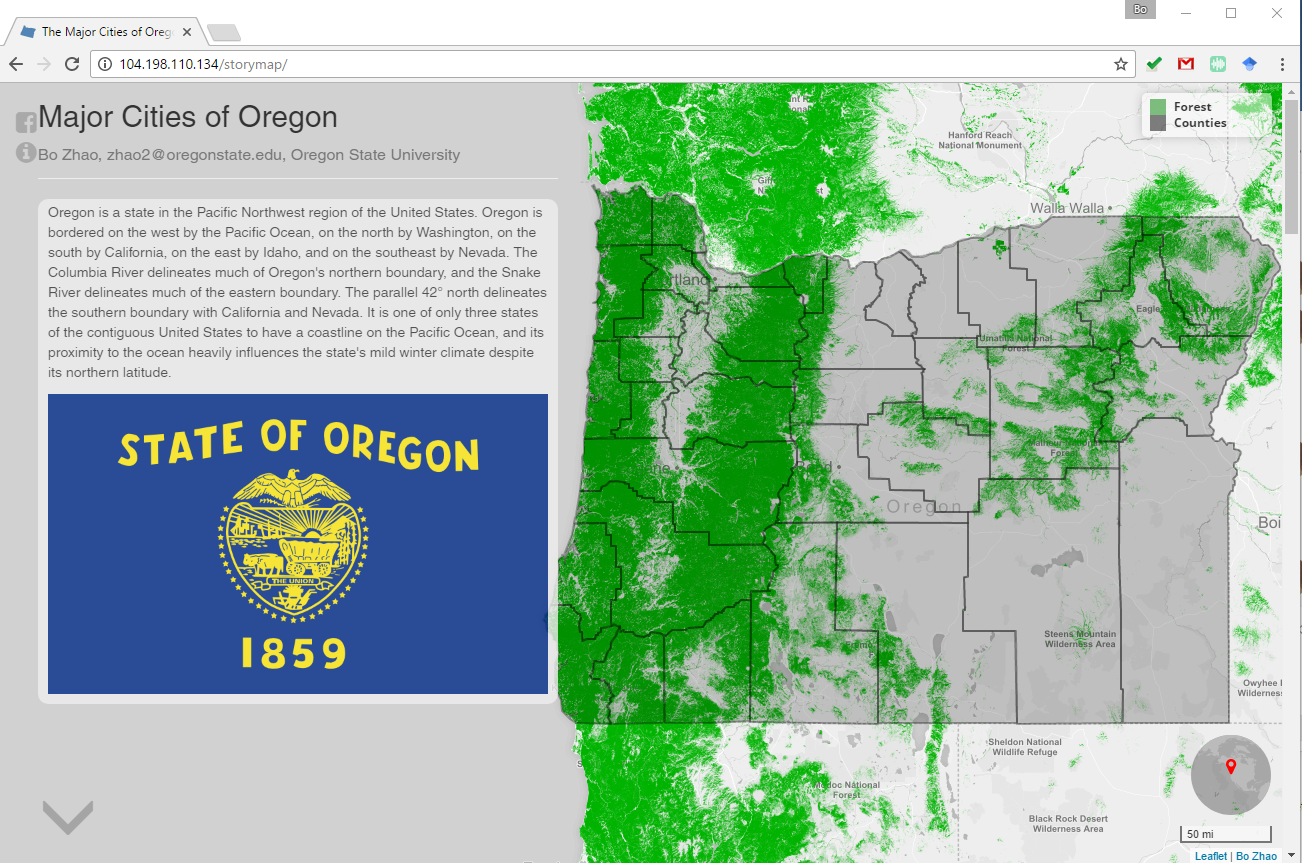 Bo
The Major Cities of Oreg
104.198.110.134/storymap/
Major Cities of Oregon
Bo Zhao, zhao2@oregonstate.edu, Oregon State University
Oregon is a state in the Pacific Northwest region of the United States. Oregon is
bordered on the west by the Pacific Ocean, on the north by Washington, on the
south by California, on the east by Idaho, and on the southeast by Nevada. The
Columbia River delineates much of Oregon's northern boundary, and the Snake
River delineates much of the eastern boundary. The parallel 42° north delineates
the southern boundary with California and Nevada. It is one of only three states
of the contiguous United States to have a coastline on the Pacific Ocean, and its
proximity to the ocean heavily influences the state's mild winter climate despite
its northern latitude.
STATE OF OREGON
THE UNION
1859
Forest
Counties
Hanford Reach
National Monument
Walla Walla
rtland
Eagle
Umatilla National
Forest
Malheur National
Forest
Oregon
Boi
Steens Mountain
Wilderness Area
Owyhee
Wilderness
Sheldon National
Wildlife Refuge
Modoc National
Forest
Black Rock Desert
Wilderness Area
50 mi
Leaflet | Bo Zhao